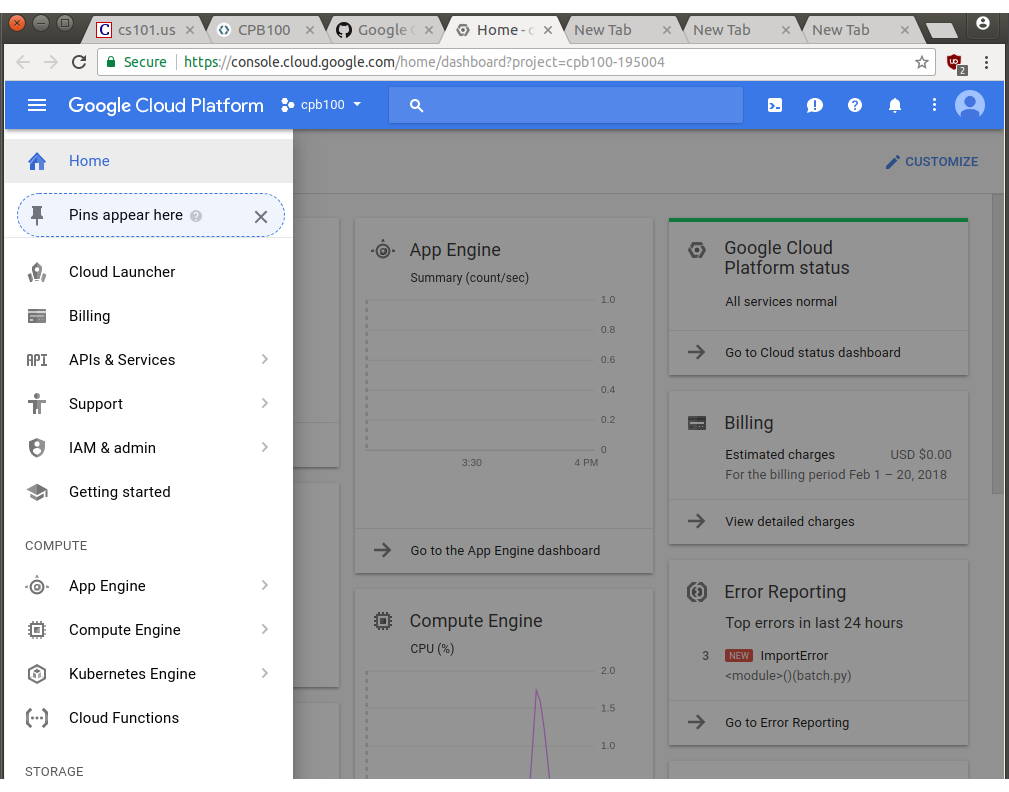 cs101.us
CPB100
Google C
Home - c
New Tab
New Tab
New Tab
Secure
https://console.cloud.google.com/home/dashboard?project=cpb100-195004
2
Google Cloud Platform
cpb100
Home
CUSTOMIZE
Pins appear here
Cloud Launcher
Billing
API
APIs & Services
Support
IAM & admin
Getting started
COMPUTE
App Engine
Compute Engine
Kubernetes Engine
Cloud Functions
STORAGE
App Engine
Summary (count/sec)
1.0
0.8
0.6
0.4
0.2
0
3:30
4 PM
Go to the App Engine dashboard
Compute Engine
CPU (%)
2.0
1.5
1.0
Google Cloud
Platform status
All services normal
Go to Cloud status dashboard
Billing
Estimated charges USD $0.00
For the billing period Feb 1 – 20, 2018
View detailed charges
Error Reporting
Top errors in last 24 hours
3 NEW ImportError
<module>()(batch.py)
Go to Error Reporting